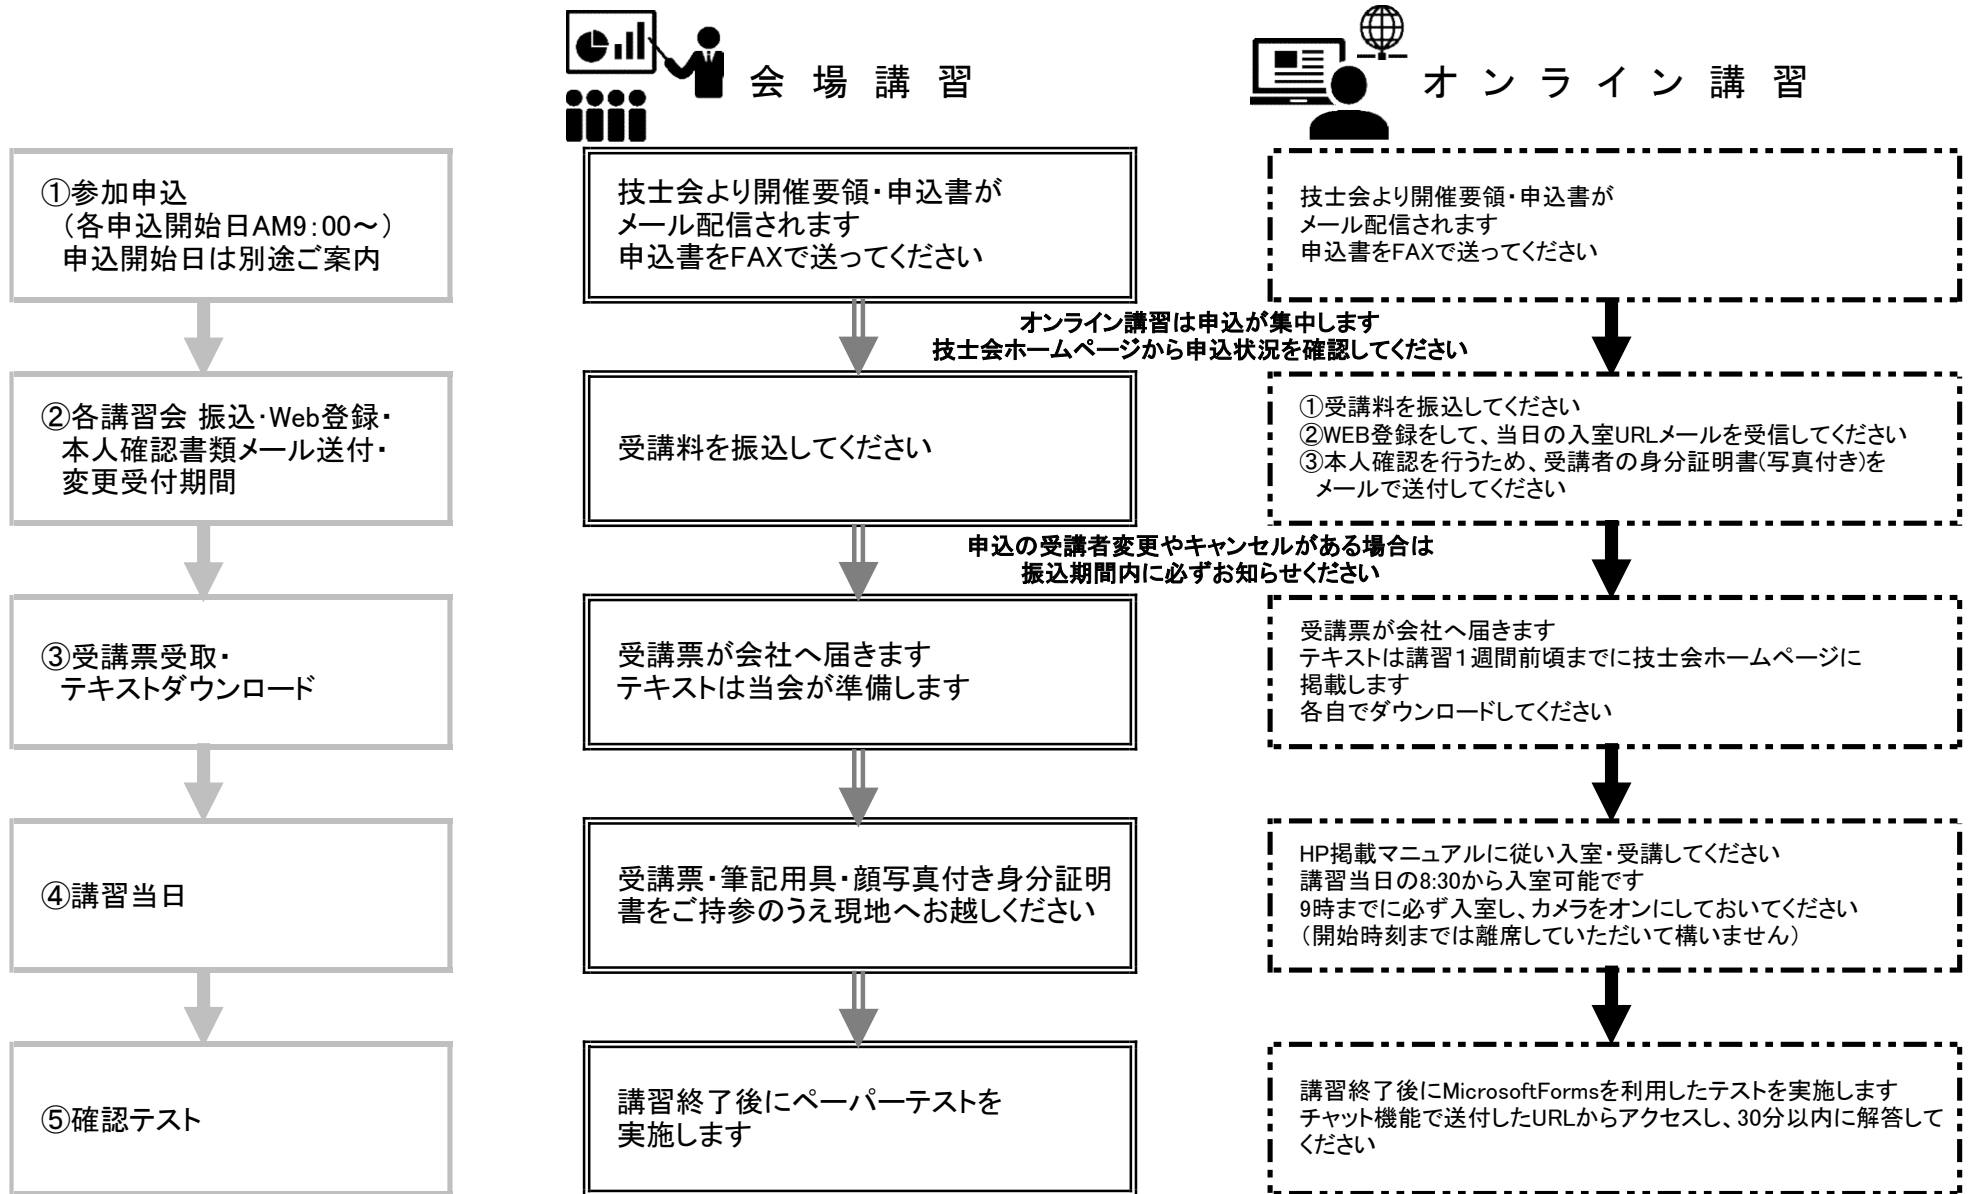 会場講習
オンライン講習
①参加申込
（各申込開始日AM9：00～）
申込開始日は別途ご案内
技士会より開催要領・申込書が
メール配信されます
申込書をFAXで送ってください
技士会より開催要領・申込書が
メール配信されます
申込書をFAXで送ってください
オンライン講習は申込が集中します
技士会ホームページから申込状況を確認してください
②各講習会 振込・Web登録・
本人確認書類メール送付・
変更受付期間
受講料を振込してください
①受講料を振込してください
②WEB登録をして、当日の入室URLメールを受信してください
③本人確認を行うため、受講者の身分証明書(写真付き)を
メールで送付してください
申込の受講者変更やキャンセルがある場合は
振込期間内に必ずお知らせください
③受講票受取・
テキストダウンロード
受講票が会社へ届きます
テキストは当会が準備します
受講票が会社へ届きます
テキストは講習１週間前頃までに技士会ホームページに
掲載します
各自でダウンロードしてください
④講習当日
受講票・筆記用具・顔写真付き身分証明
書をご持参のうえ現地へお越しください
HP掲載マニュアルに従い入室・受講してください
講習当日の8:30から入室可能です
9時までに必ず入室し、カメラをオンにしておいてください
（開始時刻までは離席していただいて構いません）
⑤確認テスト
講習終了後にペーパーテストを
実施します
講習終了後にMicrosoftFormsを利用したテストを実施します
チャット機能で送付したURLからアクセスし、30分以内に解答して
ください